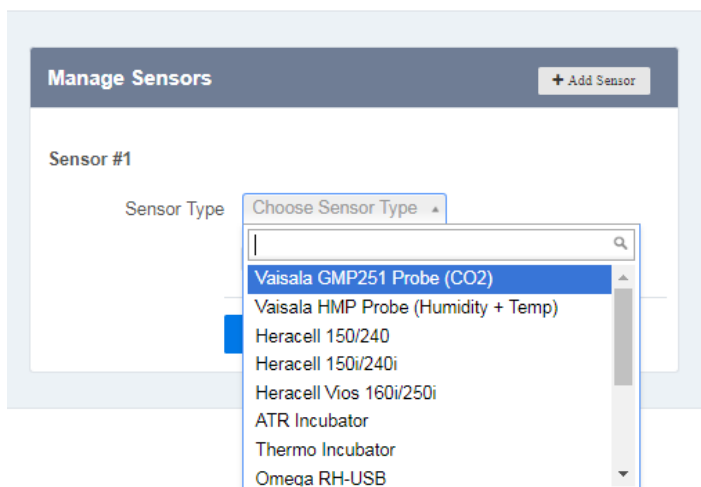 Manage Sensors
+ Add Sensor
Sensor #1
Sensor Type
Choose Sensor Type
Vaisala GMP251 Probe (CO2)
Vaisala HMP Probe (Humidity + Temp)
Heracell 150/240
Heracell 150i/240i
Heracell Vios 160i/250i
ATR Incubator
Thermo Incubator
Omega RH-USB